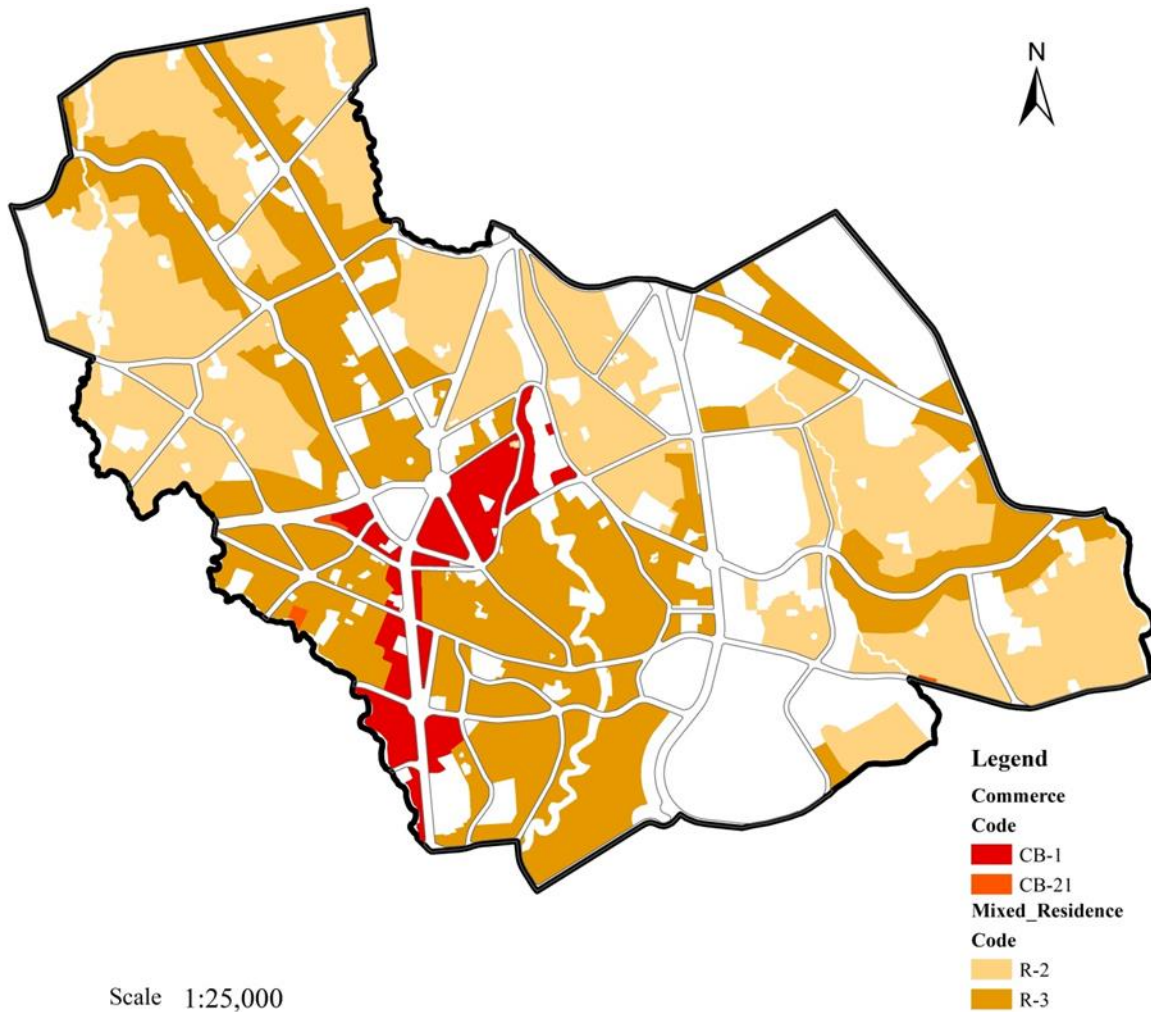 N
Legend
Commerce
Code
CB-1
CB-21
Mixed_Residence
Code
R-2
R-3
Scale 1:25,000